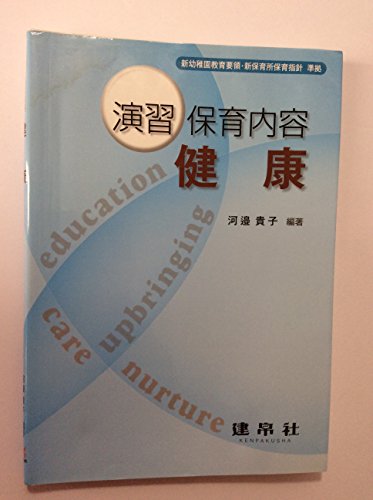 新幼稚園教育要領・新保育所保育指針 準拠
演習 保育内容
健 康
河邉貴子 編著
education
upbringing
care
nurture
建帛社
KENPAKUSHA